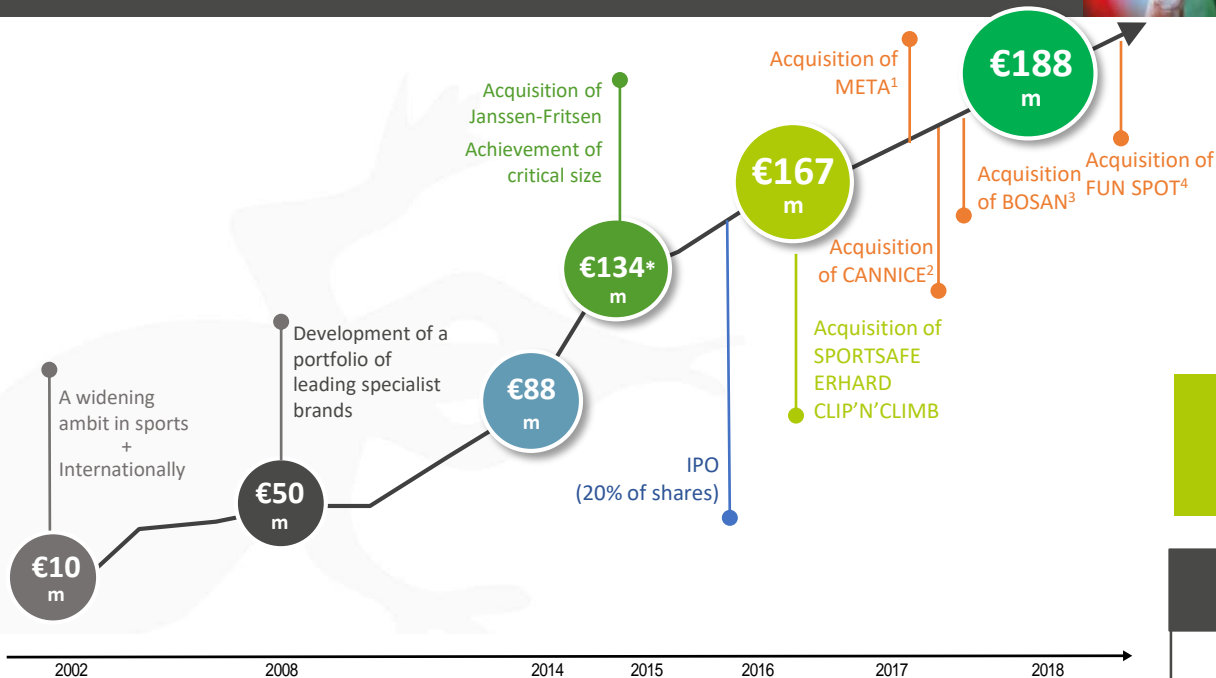 Acquisition of
META¹
€188
m
Acquisition of
Janssen-Fritsen
Achievement of
critical size
€167
m
Acquisition
of BOSAN³
Acquisition of
FUN SPOT⁴
Acquisition
of CANNICE²
€134*
m
Acquisition of
SPORTSAFE
ERHARD
CLIP'N'CLIMB
Development of a
portfolio of
leading specialist
brands
€88
m
A widening
ambit in sports
+
Internationally
IPO
(20% of shares)
€50
m
€10
m
2002 2008 2014 2015 2016 2017 2018